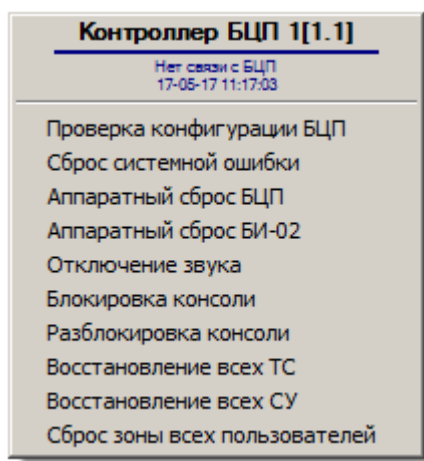 Контроллер БЦП 1[1.1]
Нет связи с БЦП
17-05-17 11:17:03
Проверка конфигурации БЦП
Сброс системной ошибки
Аппаратный сброс БЦП
Аппаратный сброс БИ-02
Отключение звука
Блокировка консоли
Разблокировка консоли
Восстановление всех ТС
Восстановление всех СУ
Сброс зоны всех пользователей